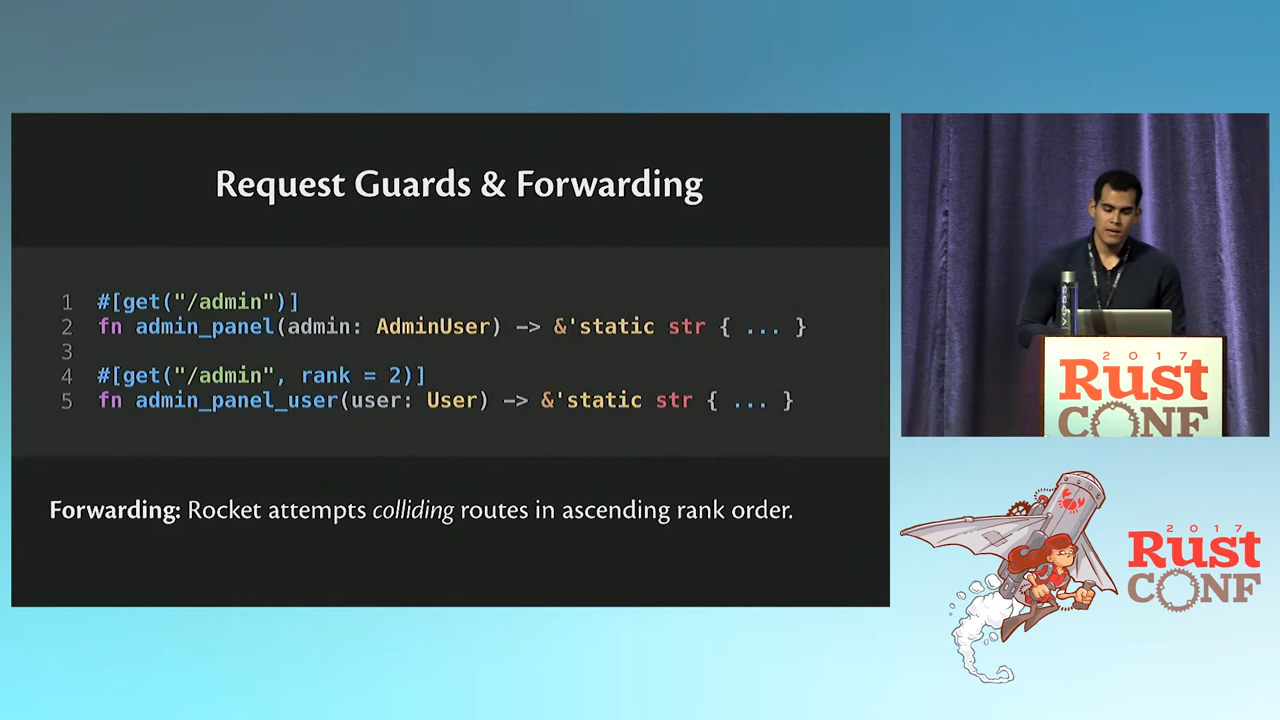 Request Guards & Forwarding
1 #[get("/admin")]
2 fn admin_panel(admin: AdminUser) -> &'static str { ... }
3
4 #[get("/admin", rank = 2)]
5 fn admin_panel_user(user: User) -> &'static str { ... }
Forwarding: Rocket attempts colliding routes in ascending rank order.
2017
Rust
CONF
2017
Rust
CONF